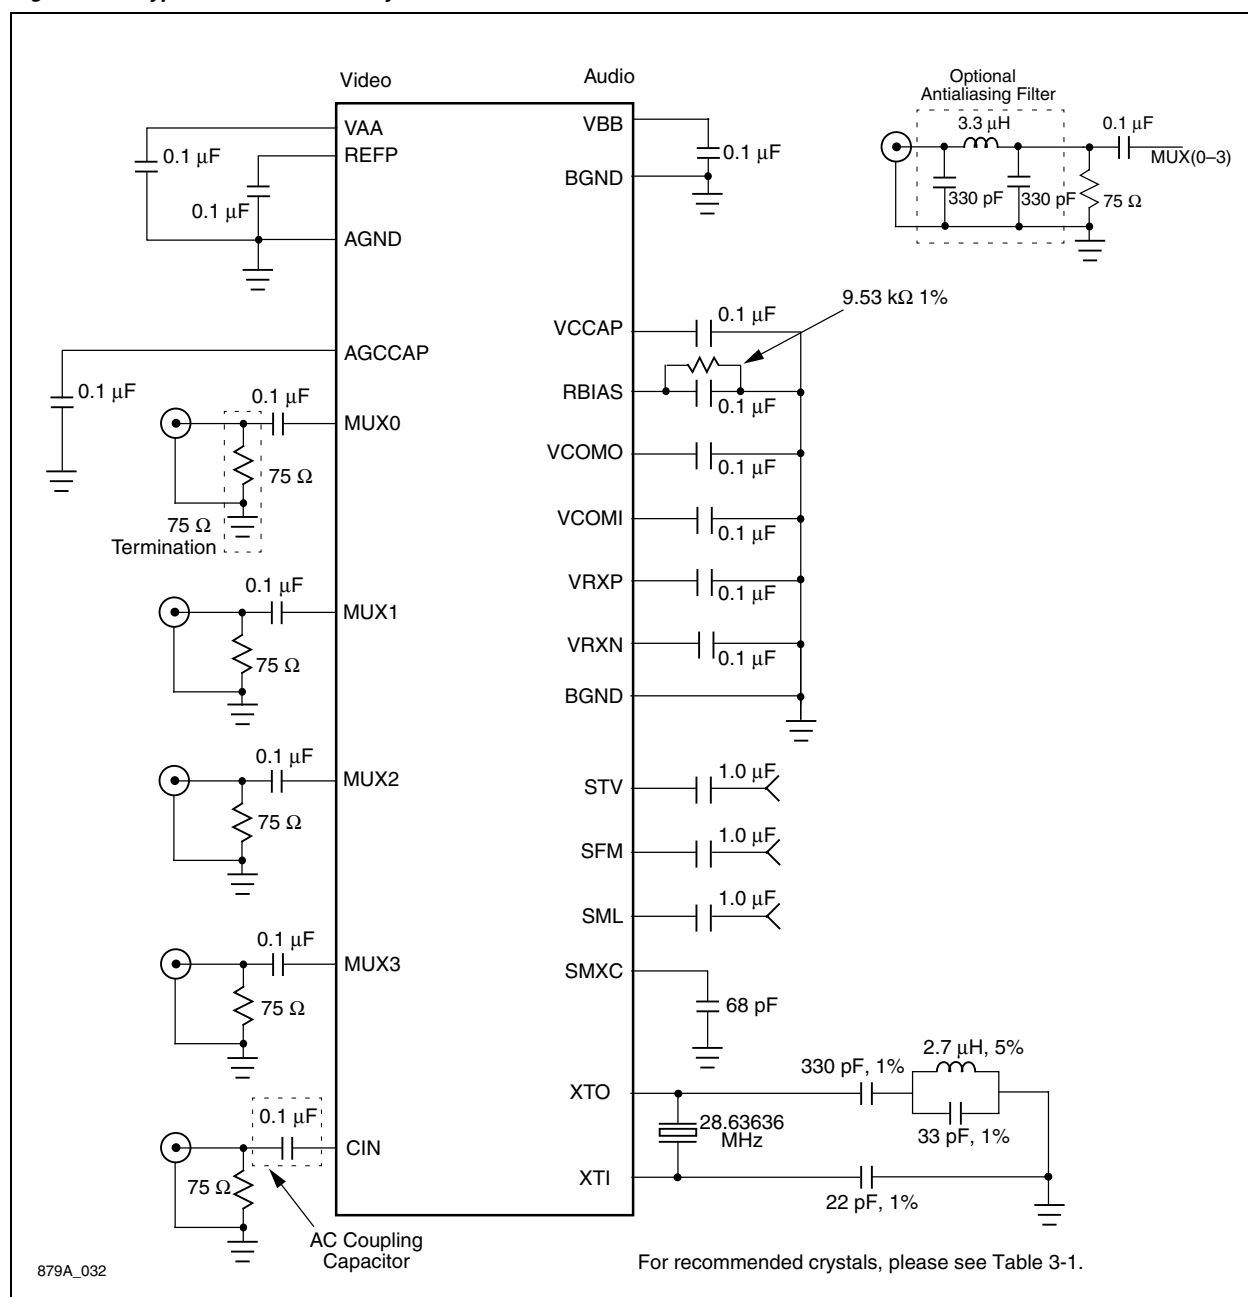 Video
Audio
VAA
REFP
0.1 µF
0.1 µF
AGND
AGCCAP
0.1 µF
0.1 µF
MUX0
75 Ω
75 Ω
Termination
0.1 µF
MUX1
75 Ω
0.1 µF
MUX2
75 Ω
0.1 µF
MUX3
75 Ω
0.1 µF
CIN
75 Ω
AC Coupling
Capacitor
VBB
0.1 µF
BGND
VCCAP
0.1 µF
9.53 kΩ 1%
RBIAS
0.1 µF
VCOMO
0.1 µF
VCOMI
0.1 µF
VRXP
0.1 µF
VRXN
0.1 µF
BGND
STV
1.0 µF
SFM
1.0 µF
SML
1.0 µF
SMXC
68 pF
XTO
28.63636
MHz
XTI
330 pF, 1%
2.7 µH, 5%
33 pF, 1%
22 pF, 1%
Optional
Antialiasing Filter
3.3 µH
0.1 µF
MUX(0–3)
330 pF
330 pF
75 Ω
879A_032
For recommended crystals, please see Table 3-1.